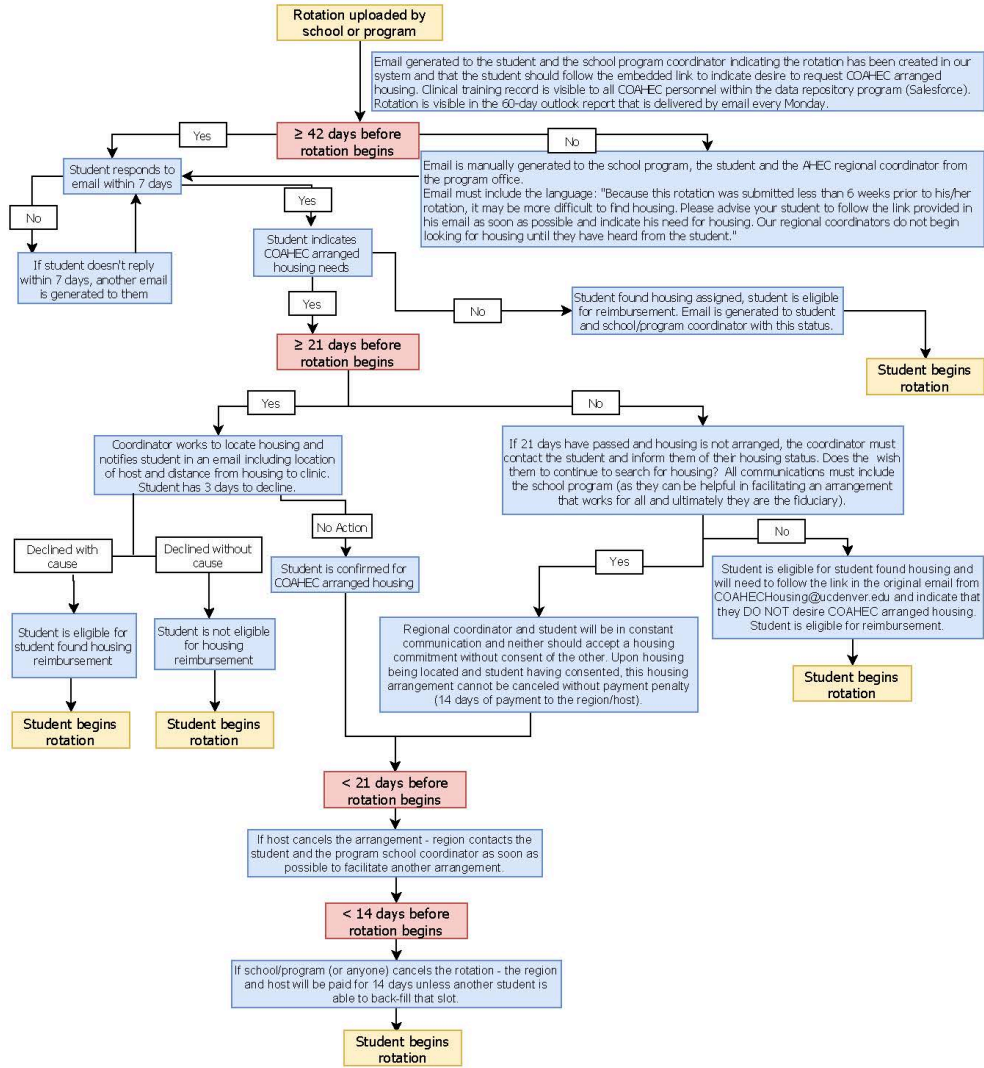 Rotation uploaded by
school or program
Email generated to the student and the school program coordinator indicating the rotation has been created in our
system and that the student should follow the embedded link to indicate desire to request COAHEC arranged
housing. Clinical training record is visible to all COAHEC personnel within the data repository program (Salesforce).
Rotation is visible in the 60-day outlook report that is delivered by email every Monday.
Yes
≥ 42 days before
rotation begins
No
Student responds to
email within 7 days
Email is manually generated to the school program, the student and the AHEC regional coordinator from
the program office.
Email must include the language: "Because this rotation was submitted less than 6 weeks prior to his/her
rotation, it may be more difficult to find housing. Please advise your student to follow the link provided in
his email as soon as possible and indicate his need for housing. Our regional coordinators do not begin
looking for housing until they have heard from the student."
No
Yes
Student indicates
COAHEC arranged
housing needs
If student doesn't reply
within 7 days, another email
is generated to them
Yes
No
Student found housing assigned, student is eligible
for reimbursement. Email is generated to student
and school/program coordinator with this status.
≥ 21 days before
rotation begins
Student begins
rotation
Yes
No
Coordinator works to locate housing and
notifies student in an email including location
of host and distance from housing to clinic.
Student has 3 days to decline.
If 21 days have passed and housing is not arranged, the coordinator must
contact the student and inform them of their housing status. Does the wish
them to continue to search for housing? All communications must include
the school program (as they can be helpful in facilitating an arrangement
that works for all and ultimately they are the fiduciary).
No Action
Declined with
cause
Declined without
cause
Yes
No
Student is confirmed for
COAHEC arranged housing
Student is eligible for student found housing and
will need to follow the link in the original email from
COAHECHousing@ucdenver.edu and indicate that
they DO NOT desire COAHEC arranged housing.
Student is eligible for reimbursement.
Student is eligible for
student found housing
reimbursement
Student is not eligible
for housing
reimbursement
Regional coordinator and student will be in constant
communication and neither should accept a housing
commitment without consent of the other. Upon housing
being located and student having consented, this housing
arrangement cannot be canceled without payment penalty
(14 days of payment to the region/host).
Student begins
rotation
Student begins
rotation
Student begins
rotation
< 21 days before
rotation begins
If host cancels the arrangement - region contacts the
student and the program school coordinator as soon as
possible to facilitate another arrangement.
< 14 days before
rotation begins
If school/program (or anyone) cancels the rotation - the region
and host will be paid for 14 days unless another student is
able to back-fill that slot.
Student begins
rotation